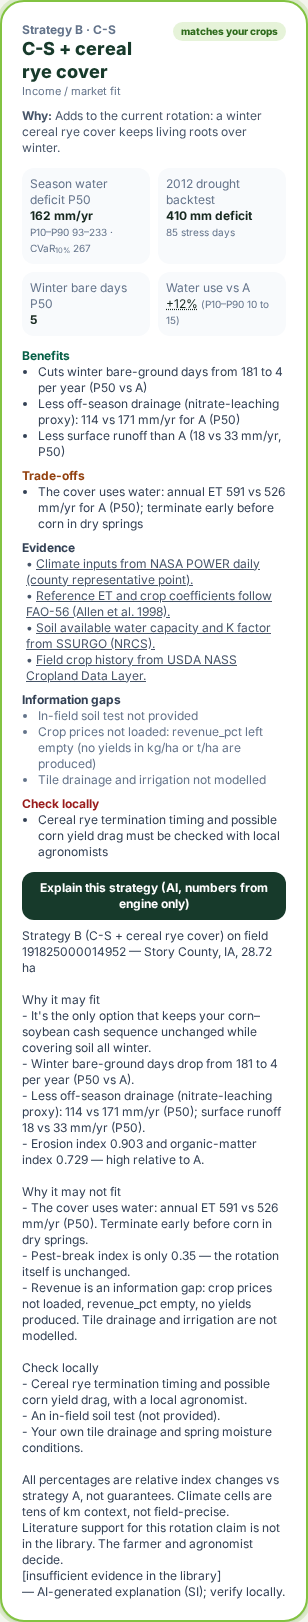 Strategy B · C-S
matches your crops
C-S + cereal
rye cover
Income / market fit
Why: Adds to the current rotation: a winter
cereal rye cover keeps living roots over
winter.
Season water
deficit P50
162 mm/yr
P10–P90 93–233 ·
CVaR10% 267
2012 drought
backtest
410 mm deficit
85 stress days
Winter bare days
P50
5
Water use vs A
+12% (P10–P90 10 to
15)
Benefits
• Cuts winter bare-ground days from 181 to 4
per year (P50 vs A)
• Less off-season drainage (nitrate-leaching
proxy): 114 vs 171 mm/yr for A (P50)
• Less surface runoff than A (18 vs 33 mm/yr,
P50)
Trade-offs
• The cover uses water: annual ET 591 vs 526
mm/yr for A (P50); terminate early before
corn in dry springs
Evidence
• Climate inputs from NASA POWER daily
(county representative point).
• Reference ET and crop coefficients follow
FAO-56 (Allen et al. 1998).
• Soil available water capacity and K factor
from SSURGO (NRCS).
• Field crop history from USDA NASS
Cropland Data Layer.
Information gaps
• In-field soil test not provided
• Crop prices not loaded: revenue_pct left
empty (no yields in kg/ha or t/ha are
produced)
• Tile drainage and irrigation not modelled
Check locally
• Cereal rye termination timing and possible
corn yield drag must be checked with local
agronomists
Explain this strategy (AI, numbers from
engine only)
Strategy B (C-S + cereal rye cover) on field
191825000014952 — Story County, IA, 28.72
ha
Why it may fit
- It's the only option that keeps your corn–
soybean cash sequence unchanged while
covering soil all winter.
- Winter bare-ground days drop from 181 to 4
per year (P50 vs A).
- Less off-season drainage (nitrate-leaching
proxy): 114 vs 171 mm/yr (P50); surface runoff
18 vs 33 mm/yr (P50).
- Erosion index 0.903 and organic-matter
index 0.729 — high relative to A.
Why it may not fit
- The cover uses water: annual ET 591 vs 526
mm/yr (P50). Terminate early before corn in
dry springs.
- Pest-break index is only 0.35 — the rotation
itself is unchanged.
- Revenue is an information gap: crop prices
not loaded, revenue_pct empty, no yields
produced. Tile drainage and irrigation are not
modelled.
Check locally
- Cereal rye termination timing and possible
corn yield drag, with a local agronomist.
- An in-field soil test (not provided).
- Your own tile drainage and spring moisture
conditions.
All percentages are relative index changes vs
strategy A, not guarantees. Climate cells are
tens of km context, not field-precise.
Literature support for this rotation claim is not
in the library. The farmer and agronomist
decide.
[insufficient evidence in the library]
— AI-generated explanation (SI); verify locally.